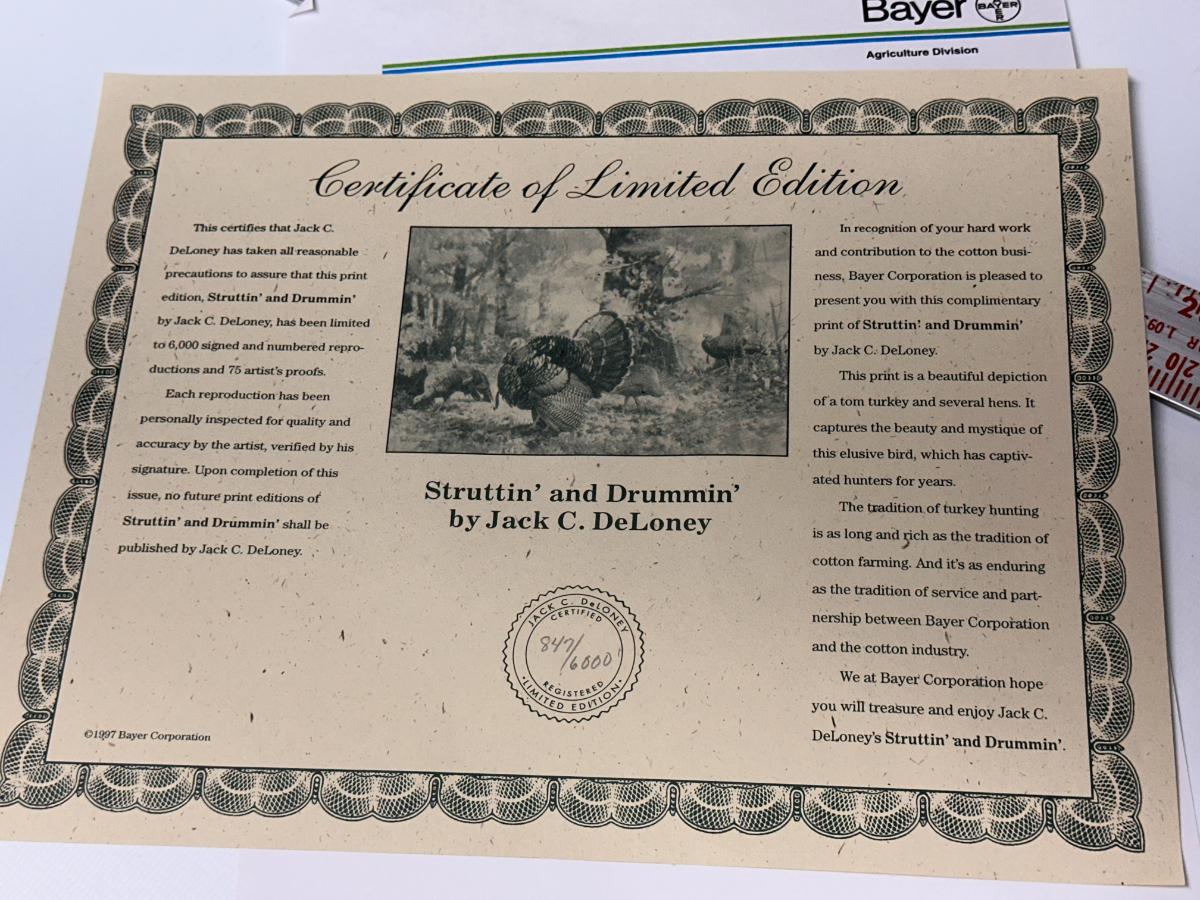 Bayer
BAYER
BAYER
Agriculture Division
Certificate of Limited Edition
This certifies that Jack C.
DeLoney has taken all reasonable
precautions to assure that this print
edition, Struttin' and Drummin'
by Jack C. DeLoney, has been limited
to 6,000 signed and numbered repro-
ductions and 75 artist's proofs.
Each reproduction has been
personally inspected for quality and
accuracy by the artist, verified by his
signature. Upon completion of this
issue, no future print editions of
Struttin' and Drummin' shall be
published by Jack C. DeLoney.
©1997 Bayer Corporation
Struttin' and Drummin'
by Jack C. DeLoney
JACK C. DeLONEY
CERTIFIED
847/6000
REGISTERED
LIMITED EDITION
In recognition of your hard work
and contribution to the cotton busi-
ness, Bayer Corporation is pleased to
present you with this complimentary
print of Struttin' and Drummin'
by Jack C. DeLoney.
This print is a beautiful depiction
of a tom turkey and several hens. It
captures the beauty and mystique of
this elusive bird, which has captiv-
ated hunters for years.
The tradition of turkey hunting
is as long and rich as the tradition of
cotton farming. And it's as enduring
as the tradition of service and part-
nership between Bayer Corporation
and the cotton industry.
We at Bayer Corporation hope
you will treasure and enjoy Jack C.
DeLoney's Struttin' and Drummin'.